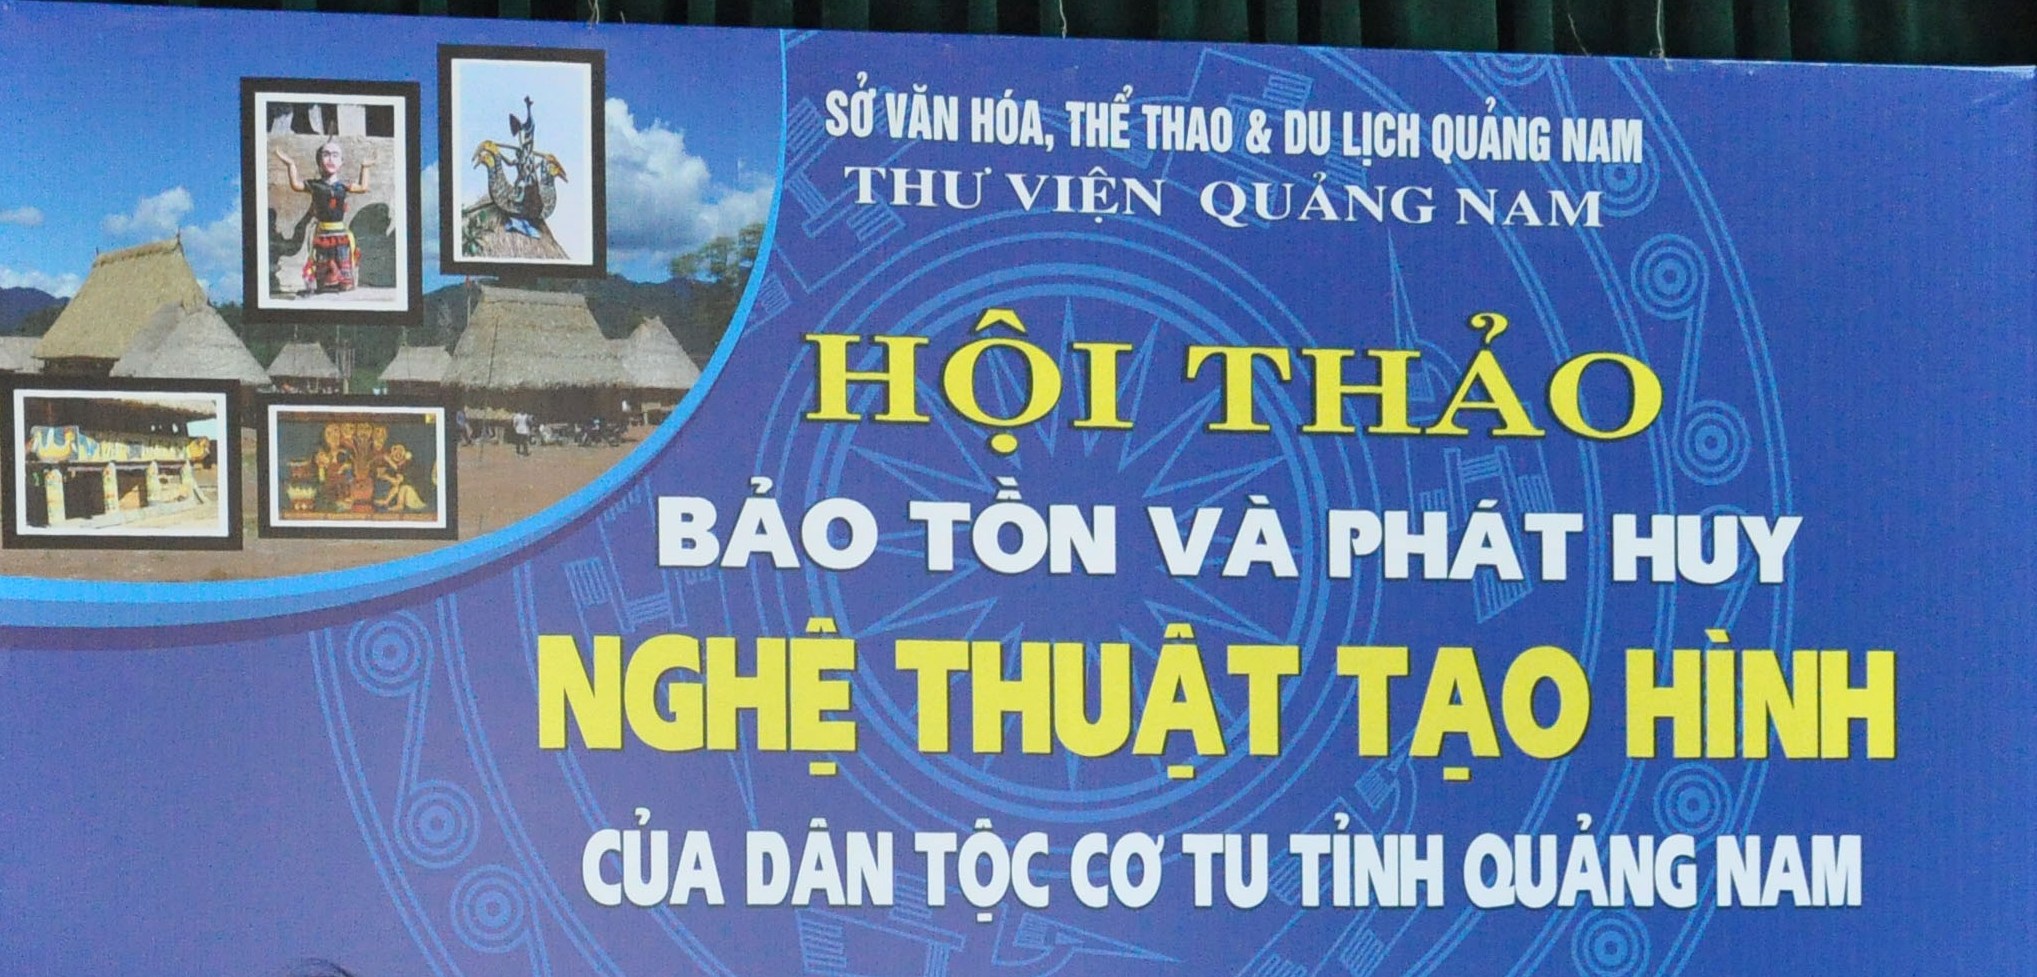 SỞ VĂN HÓA, THỂ THAO & DU LỊCH QUẢNG NAM
THƯ VIỆN QUẢNG NAM
HỘI THẢO
BẢO TỒN VÀ PHÁT HUY
NGHỆ THUẬT TẠO HÌNH
CỦA DÂN TỘC CƠ TU TỈNH QUẢNG NAM